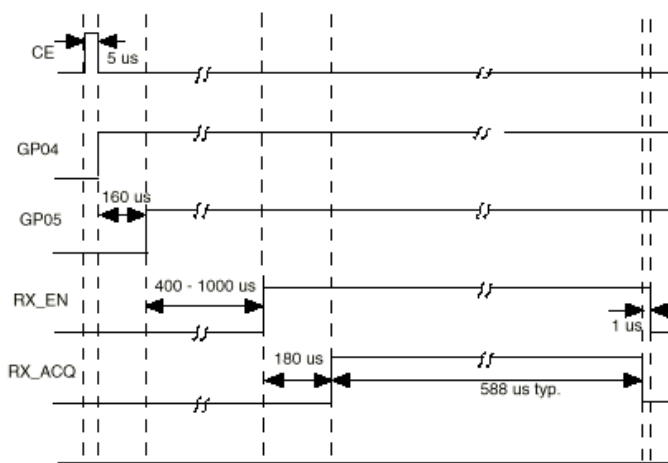 CE
5 us
GP04
160 us
GP05
400 - 1000 us
RX_EN
1 us
180 us
RX_ACQ
588 us typ.